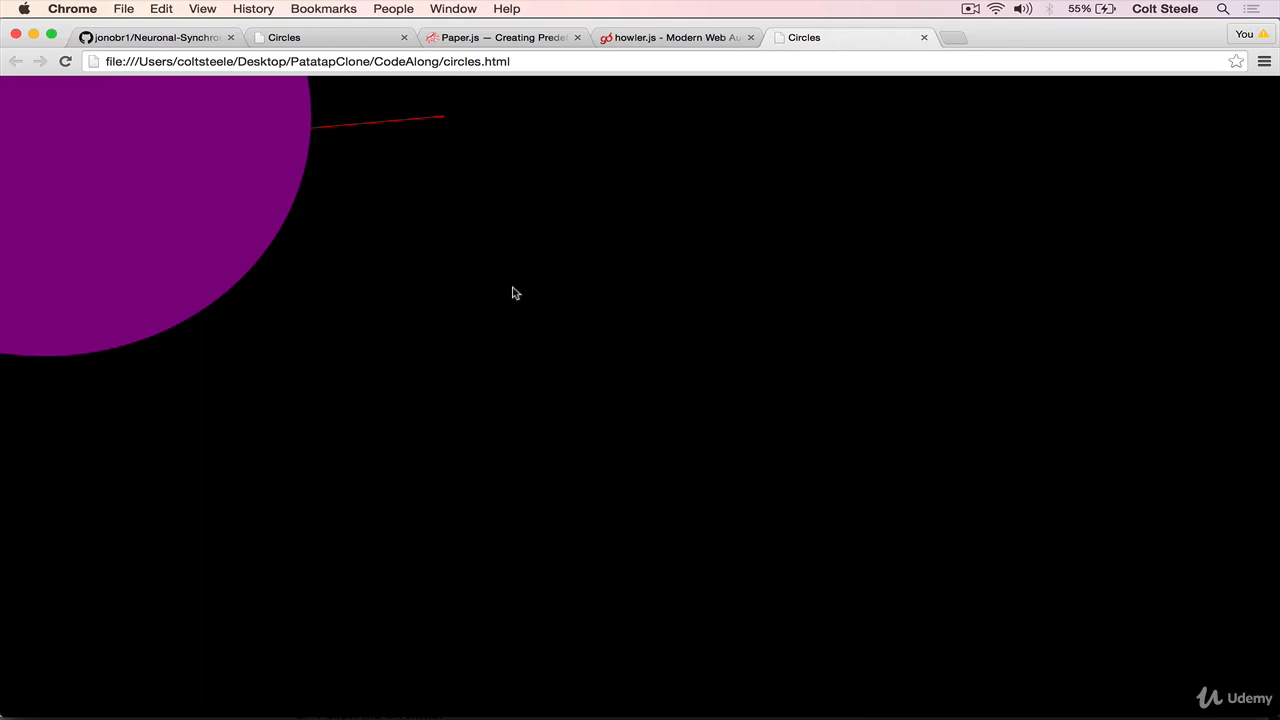 Chrome File Edit View History Bookmarks People Window Help 55% Colt Steele
jonobr1/Neuronal-Synchro Circles Paper.js — Creating Predef howler.js - Modern Web Au Circles You
file:///Users/coltsteele/Desktop/PatatapClone/CodeAlong/circles.html
Udemy